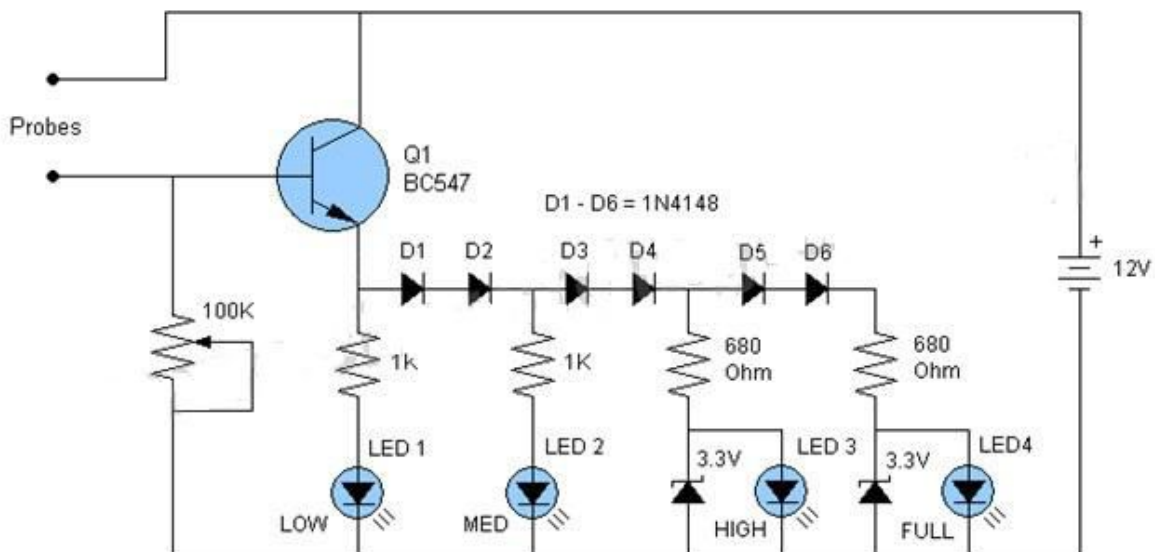 Probes
Q1
BC547
D1 - D6 = 1N4148
D1
D2
D3
D4
D5
D6
+
12V
100K
1k
1K
680
Ohm
680
Ohm
LED 1
LED 2
3.3V
LED 3
3.3V
LED4
LOW
MED
HIGH
FULL